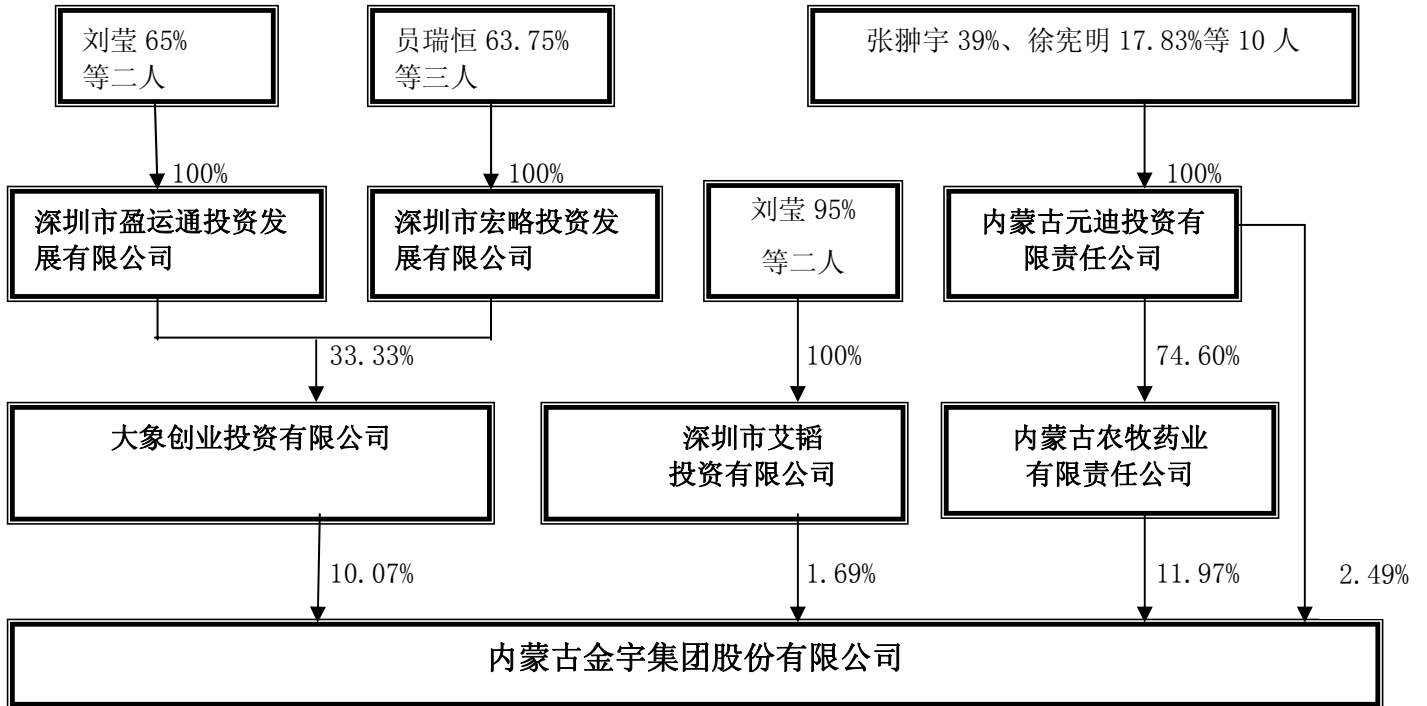 刘莹 65%
等二人
员瑞恒 63.75%
等三人
张翀宇 39%、徐宪明 17.83%等 10 人
100%
100%
100%
深圳市盈运通投资发
展有限公司
深圳市宏略投资发
展有限公司
刘莹 95%
等二人
内蒙古元迪投资有
限责任公司
33.33%
100%
74.60%
大象创业投资有限公司
深圳市艾韬
投资有限公司
内蒙古农牧药业
有限责任公司
10.07%
1.69%
11.97%
2.49%
内蒙古金宇集团股份有限公司